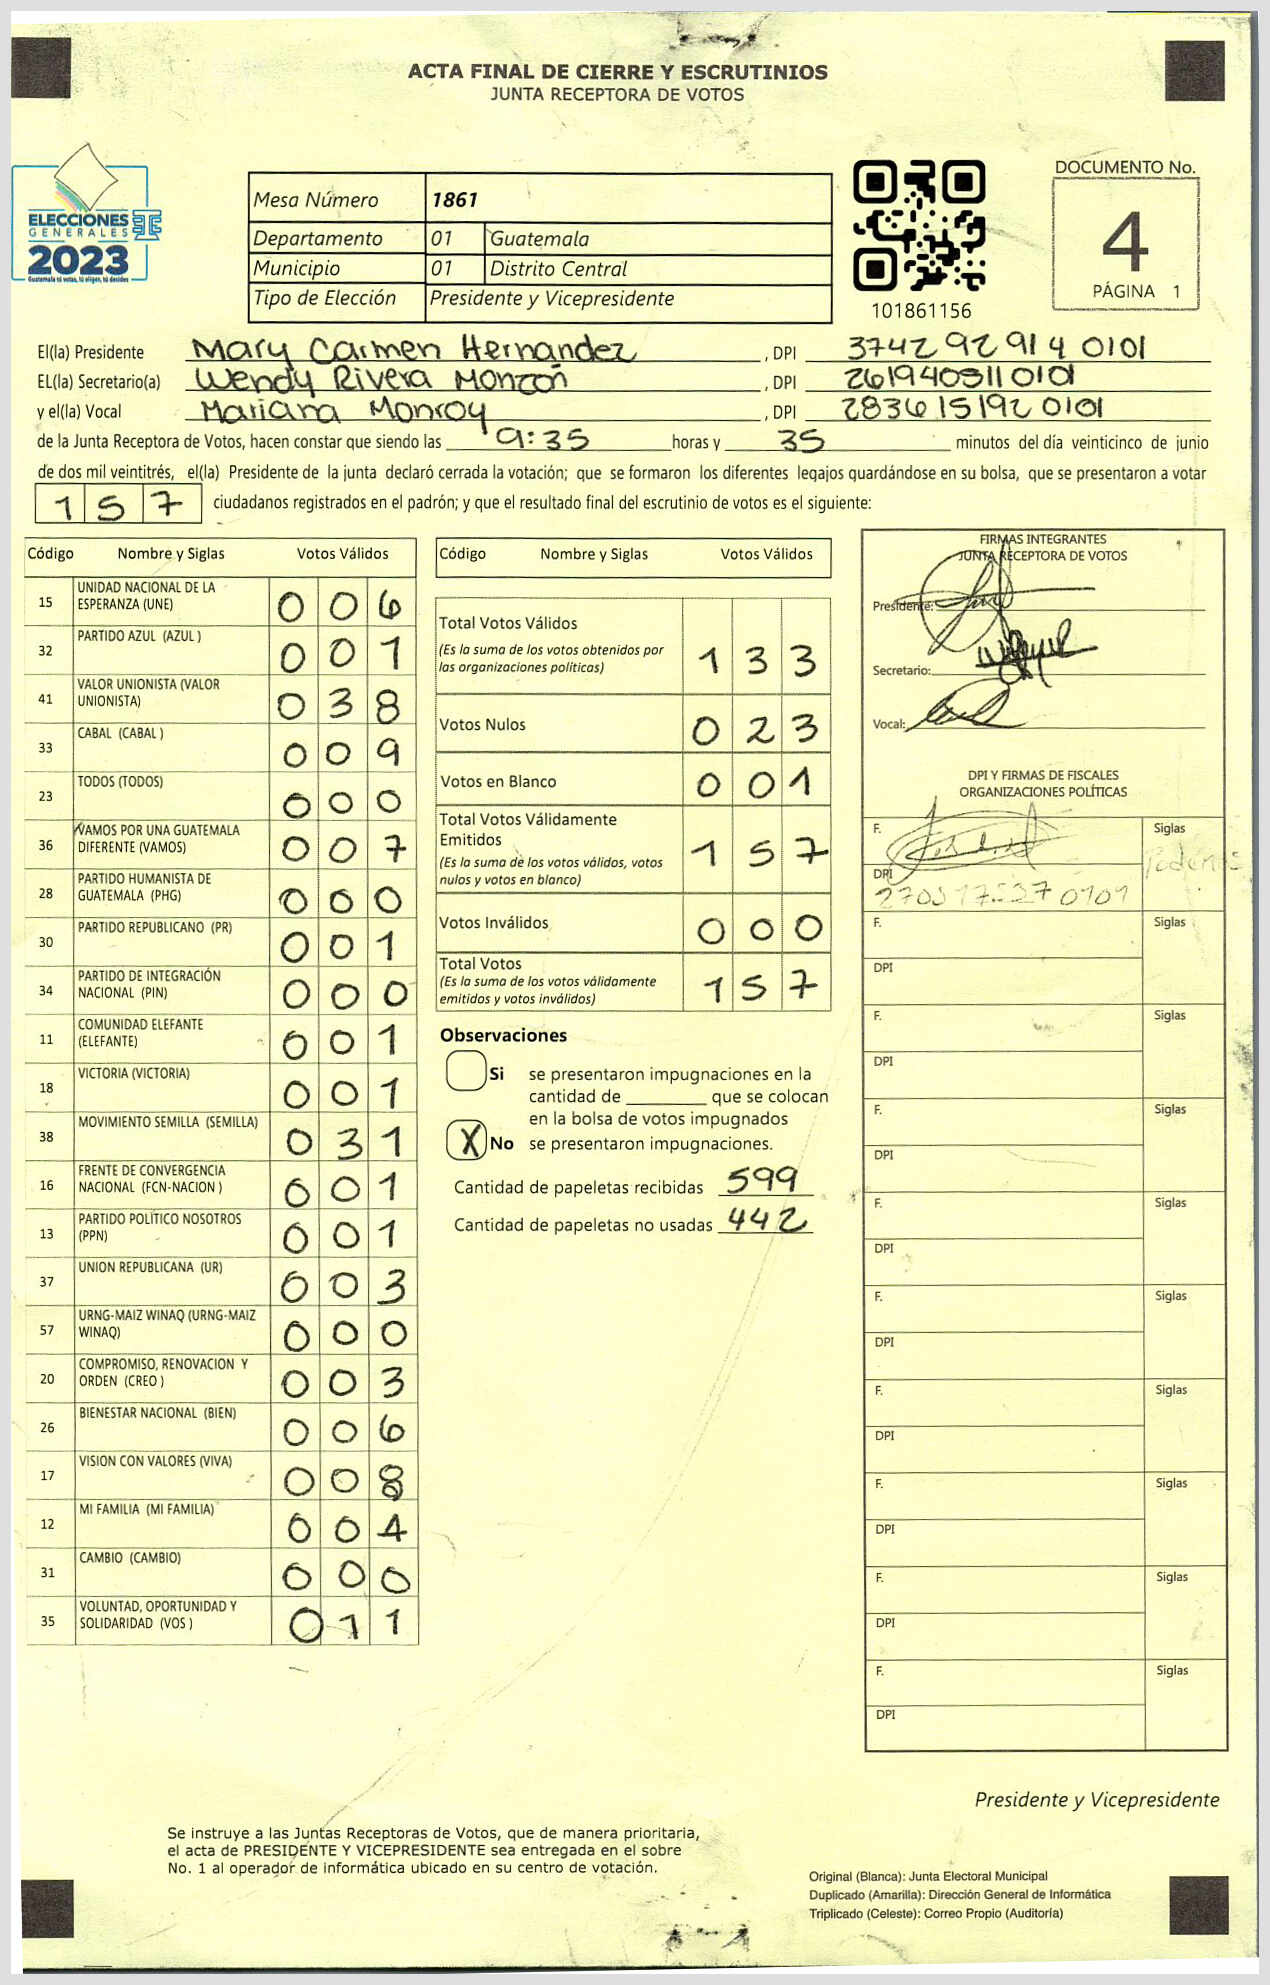 ACTA FINAL DE CIERRE Y ESCRUTINIOS
JUNTA RECEPTORA DE VOTOS
ELECCIONES
GENERALES
2023
Guatemala tú votas, tú eliges, tú decides
Mesa Número 1861
Departamento 01 Guatemala
Municipio 01 Distrito Central
Tipo de Elección Presidente y Vicepresidente
101861156
DOCUMENTO No.
4
PÁGINA 1
El(la) Presidente Mary Carmen Hernandez , DPI 3742 92 91 4 0101
EL(la) Secretario(a) Wendy Rivera Monzón , DPI 261940511 0101
y el(la) Vocal Mariana Monroy , DPI 2836 15192 0101
de la Junta Receptora de Votos, hacen constar que siendo las 9:35 horas y 35 minutos del día veinticinco de junio
de dos mil veintitrés, el(la) Presidente de la junta declaró cerrada la votación; que se formaron los diferentes legajos quardándose en su bolsa, que se presentaron a votar
157 ciudadanos registrados en el padrón; y que el resultado final del escrutinio de votos es el siguiente:
Código Nombre y Siglas Votos Válidos
15 UNIDAD NACIONAL DE LA ESPERANZA (UNE) 0 0 6
32 PARTIDO AZUL (AZUL ) 0 0 1
41 VALOR UNIONISTA (VALOR UNIONISTA) 0 3 8
33 CABAL (CABAL ) 0 0 9
23 TODOS (TODOS) 0 0 0
36 VAMOS POR UNA GUATEMALA DIFERENTE (VAMOS) 0 0 7
28 PARTIDO HUMANISTA DE GUATEMALA (PHG) 0 0 0
30 PARTIDO REPUBLICANO (PR) 0 0 1
34 PARTIDO DE INTEGRACIÓN NACIONAL (PIN) 0 0 0
11 COMUNIDAD ELEFANTE (ELEFANTE) 0 0 1
18 VICTORIA (VICTORIA) 0 0 1
38 MOVIMIENTO SEMILLA (SEMILLA) 0 3 1
16 FRENTE DE CONVERGENCIA NACIONAL (FCN-NACION ) 0 0 1
13 PARTIDO POLÍTICO NOSOTROS (PPN) 0 0 1
37 UNION REPUBLICANA (UR) 0 0 3
57 URNG-MAIZ WINAQ (URNG-MAIZ WINAQ) 0 0 0
20 COMPROMISO, RENOVACION Y ORDEN (CREO ) 0 0 3
26 BIENESTAR NACIONAL (BIEN) 0 0 6
17 VISION CON VALORES (VIVA) 0 0 8
12 MI FAMILIA (MI FAMILIA) 0 0 4
31 CAMBIO (CAMBIO) 0 0 0
35 VOLUNTAD, OPORTUNIDAD Y SOLIDARIDAD (VOS ) 0 1 1
Código Nombre y Siglas Votos Válidos
Total Votos Válidos 1 3 3
(Es la suma de los votos obtenidos por
las organizaciones politicas)
Votos Nulos 0 2 3
Votos en Blanco 0 0 1
Total Votos Válidamente
Emitidos 1 5 7
(Es la suma de los votos válidos, votos
nulos y votos en blanco)
Votos Inválidos 0 0 0
Total Votos 1 5 7
(Es la suma de los votos válidamente
emitidos y votos inválidos)
Observaciones
Si se presentaron impugnaciones en la
cantidad de ________ que se colocan
en la bolsa de votos impugnados
X No se presentaron impugnaciones.
Cantidad de papeletas recibidas 599
Cantidad de papeletas no usadas 442
FIRMAS INTEGRANTES
JUNTA RECEPTORA DE VOTOS
Presidente:
Secretario:
Vocal:
DPI Y FIRMAS DE FISCALES
ORGANIZACIONES POLÍTICAS
F. Siglas
Podemos
DPI
F. Siglas
DPI
F. Siglas
DPI
F. Siglas
DPI
F. Siglas
DPI
F. Siglas
DPI
F. Siglas
DPI
F. Siglas
DPI
F. Siglas
DPI
F. Siglas
DPI
Presidente y Vicepresidente
Se instruye a las Juntas Receptoras de Votos, que de manera prioritaria,
el acta de PRESIDENTE Y VICEPRESIDENTE sea entregada en el sobre
No. 1 al operador de informática ubicado en su centro de votación.
Original (Blanca): Junta Electoral Municipal
Duplicado (Amarilla): Dirección General de Informática
Triplicado (Celeste): Correo Propio (Auditoría)